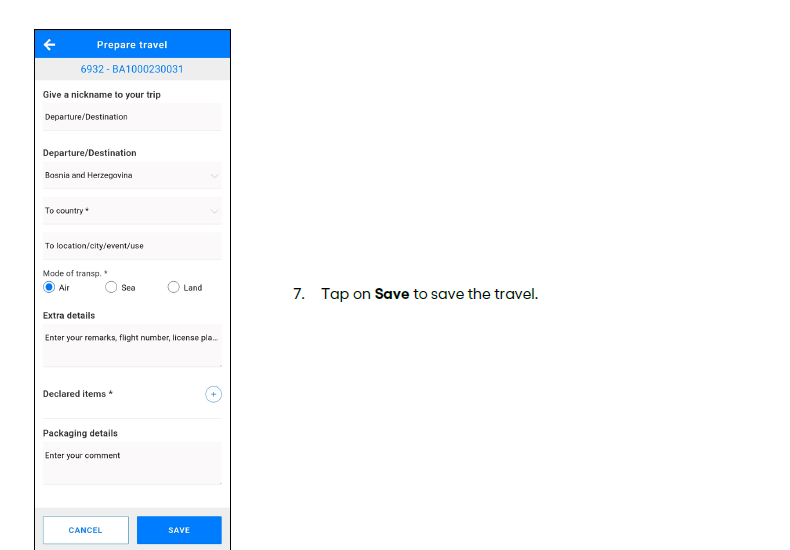 Prepare travel
6932 - BA1000230031
Give a nickname to your trip
Departure/Destination
Departure/Destination
Bosnia and Herzegovina
To country *
To location/city/event/use
Mode of transp. *
Air Sea Land
Extra details
Enter your remarks, flight number, license pla...
Declared items *
+
Packaging details
Enter your comment
CANCEL SAVE
7. Tap on Save to save the travel.